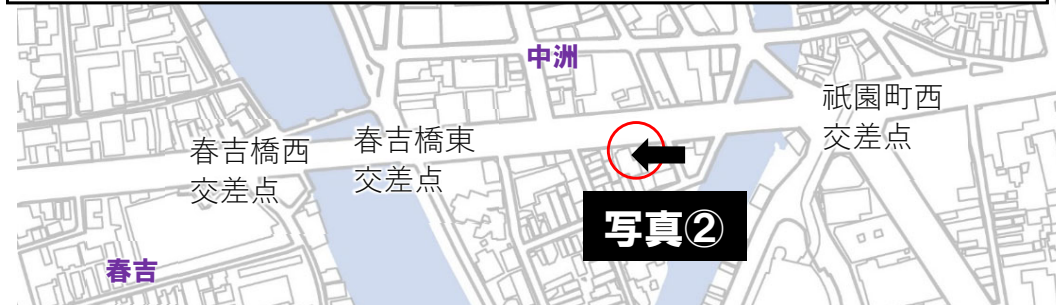 中洲
祇園町西
交差点
春吉橋西
交差点
春吉橋東
交差点
写真②
春吉